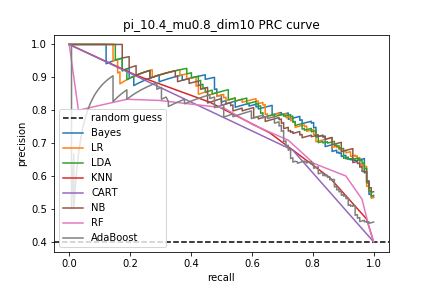 pi_10.4_mu0.8_dim10 PRC curve
1.0
0.9
0.8
0.7
0.6
0.5
0.4
precision
random guess
Bayes
LR
LDA
KNN
CART
NB
RF
AdaBoost
0.0 0.2 0.4 0.6 0.8 1.0
recall